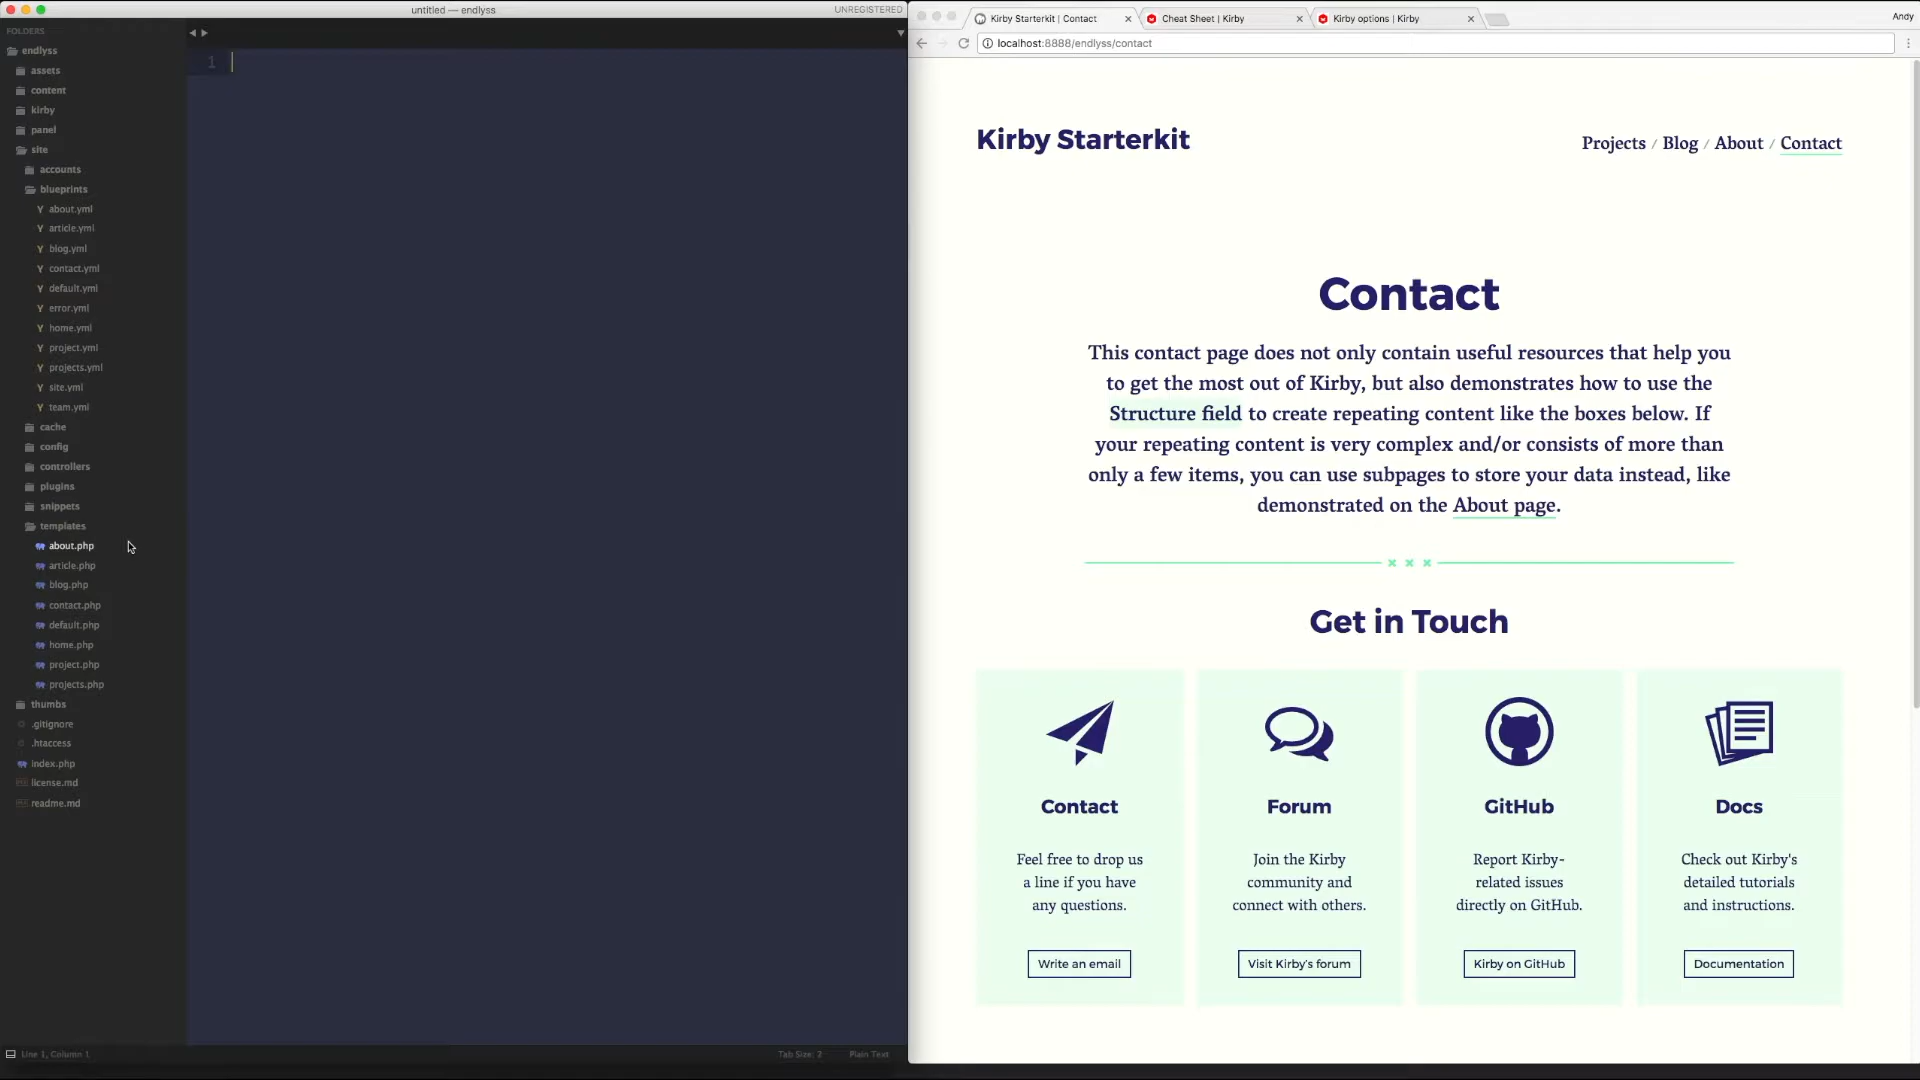 untitled — endlyss
UNREGISTERED
FOLDERS
endlyss
assets
content
kirby
panel
site
accounts
blueprints
about.yml
article.yml
blog.yml
contact.yml
default.yml
error.yml
home.yml
project.yml
projects.yml
site.yml
team.yml
cache
config
controllers
plugins
snippets
templates
about.php
article.php
blog.php
contact.php
default.php
home.php
project.php
projects.php
thumbs
.gitignore
.htaccess
index.php
license.md
readme.md
1
Line 1, Column 1
Tab Size: 2
Plain Text
Kirby Starterkit | Contact
Cheat Sheet | Kirby
Kirby options | Kirby
Andy
localhost:8888/endlyss/contact
Kirby Starterkit
Projects / Blog / About / Contact
Contact
This contact page does not only contain useful resources that help you
to get the most out of Kirby, but also demonstrates how to use the
Structure field to create repeating content like the boxes below. If
your repeating content is very complex and/or consists of more than
only a few items, you can use subpages to store your data instead, like
demonstrated on the About page.
Get in Touch
Contact
Feel free to drop us
a line if you have
any questions.
Write an email
Forum
Join the Kirby
community and
connect with others.
Visit Kirby's forum
GitHub
Report Kirby-
related issues
directly on GitHub.
Kirby on GitHub
Docs
Check out Kirby's
detailed tutorials
and instructions.
Documentation